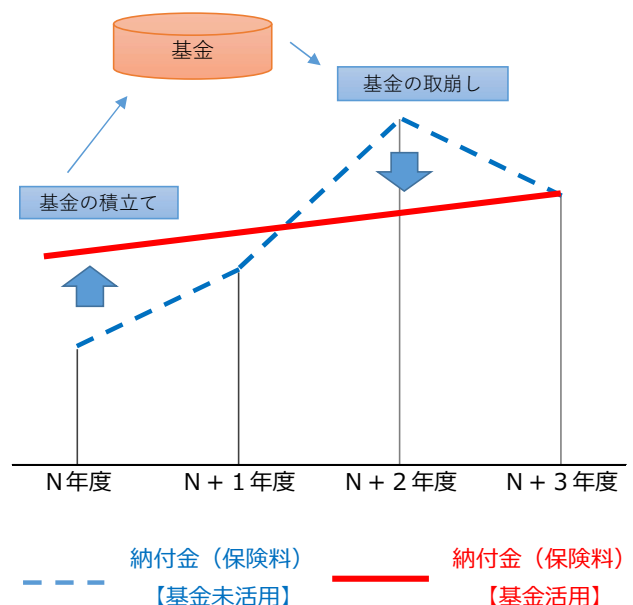 基金
基金の取崩し
基金の積立て
N年度
N+1年度
N+2年度
N+3年度
納付金（保険料）
【基金未活用】
納付金（保険料）
【基金活用】